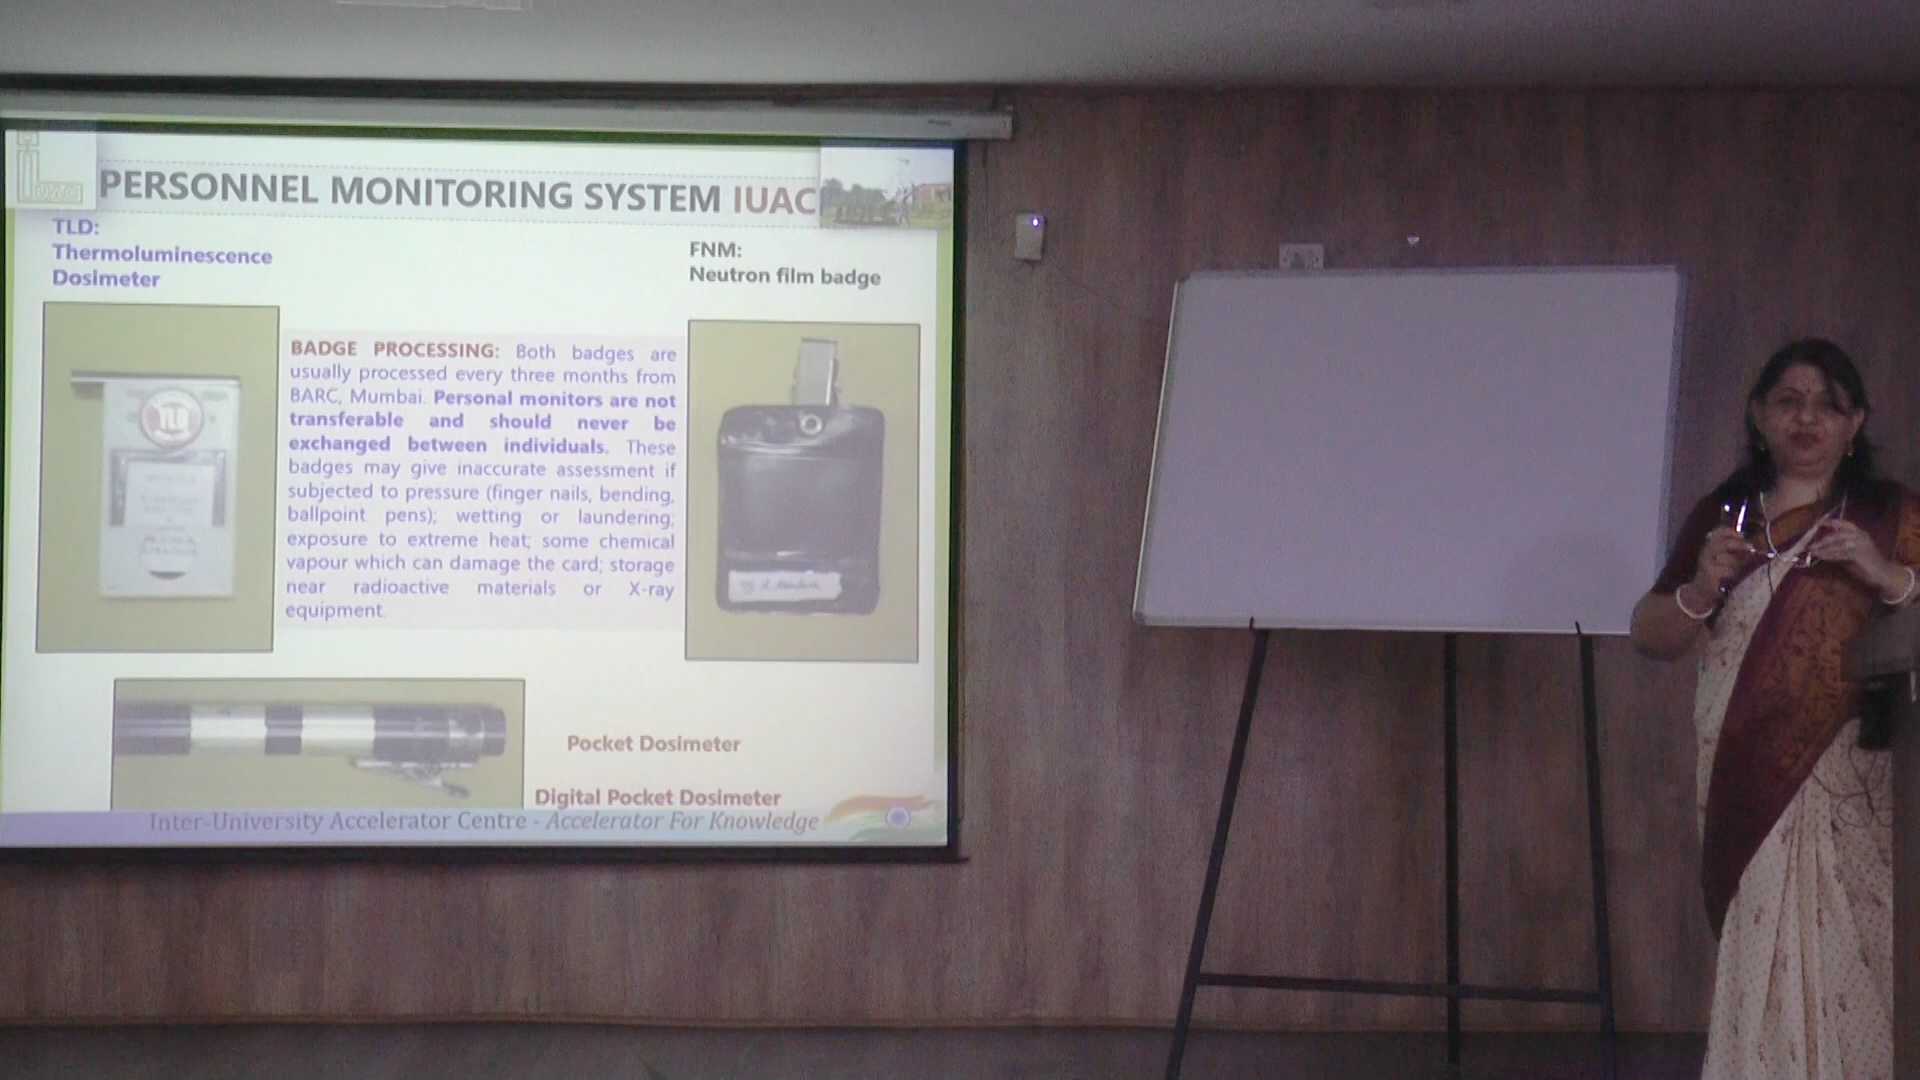 PERSONNEL MONITORING SYSTEM IUAC
TLD:
Thermoluminescence
Dosimeter
FNM:
Neutron film badge
BADGE PROCESSING: Both badges are
usually processed every three months from
BARC, Mumbai. Personal monitors are not
transferable and should never be
exchanged between individuals. These
badges may give inaccurate assessment if
subjected to pressure (finger nails, bending,
ballpoint pens); wetting or laundering;
exposure to extreme heat; some chemical
vapour which can damage the card; storage
near radioactive materials or X-ray
equipment.
Pocket Dosimeter
Digital Pocket Dosimeter
Inter-University Accelerator Centre - Accelerator For Knowledge